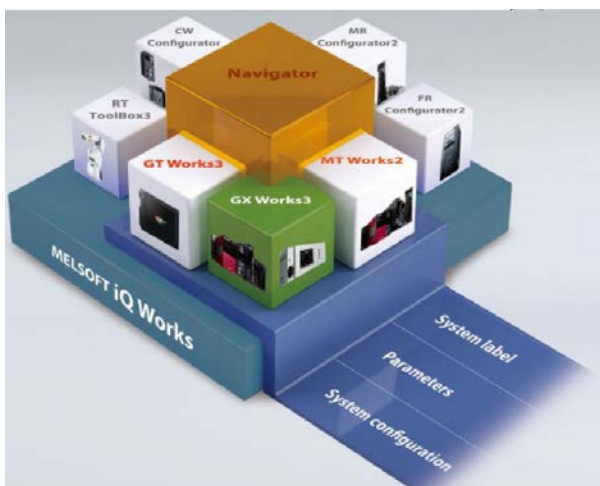 CW
Configurator
MR
Configurator2
Navigator
RT
ToolBox3
FR
Configurator2
GT Works3
MT Works2
GX Works3
MELSOFT iQ Works
System label
Parameters
System configuration